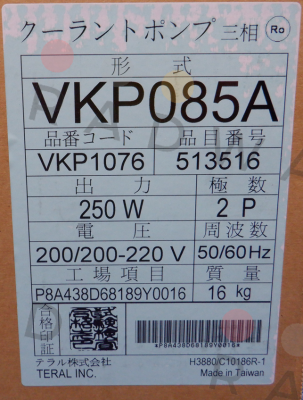 クーラントポンプ 三相 Ro
形式
VKP085A
品番コード 品目番号
VKP1076 513516
出力 極数
250 W 2 P
電圧 周波数
200/200-220 V 50/60Hz
工場項目 質量
P8A438D68189Y0016 16 kg
合格印証
*P8A438D68189Y0016*
テラル株式会社 H3880/C10186R-1
TERAL INC. Made in Taiwan